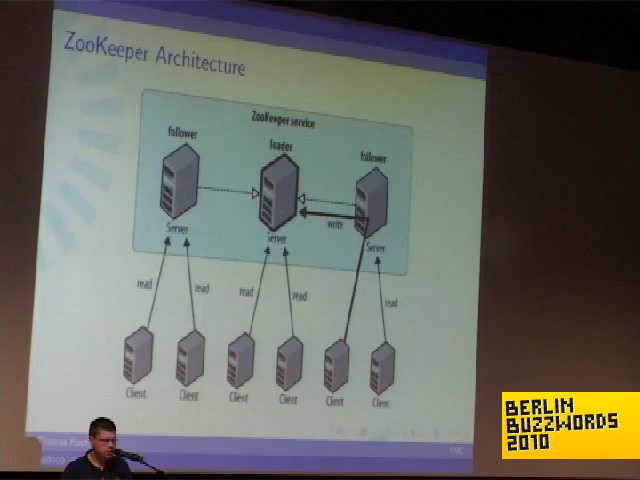 ZooKeeper Architecture
ZooKeeper service
follower
leader
follower
Server
Server
write
Server
read
read
read
read
read
Client
Client
Client
Client
Client
Client
BERLIN
BUZZWORDS
2010